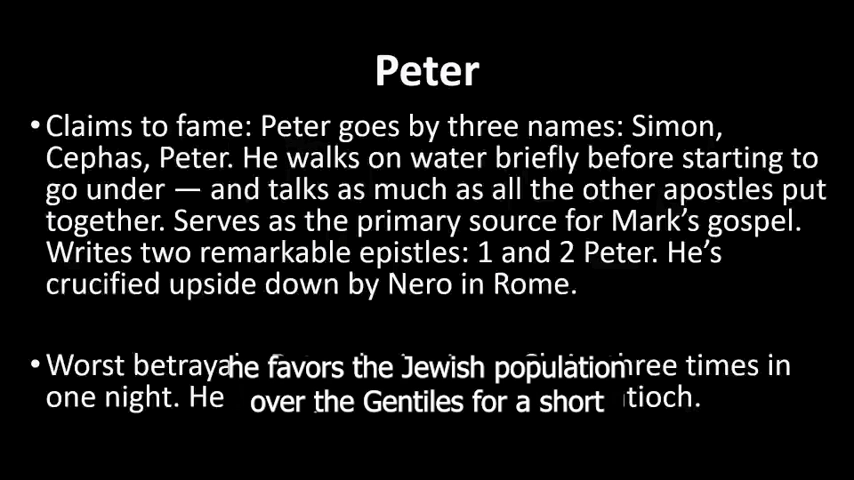 Peter
• Claims to fame: Peter goes by three names: Simon,
Cephas, Peter. He walks on water briefly before starting to
go under — and talks as much as all the other apostles put
together. Serves as the primary source for Mark’s gospel.
Writes two remarkable epistles: 1 and 2 Peter. He’s
crucified upside down by Nero in Rome.
• Worst three times in
he favors the Jewish population
one night. He
over the Gentiles for a short